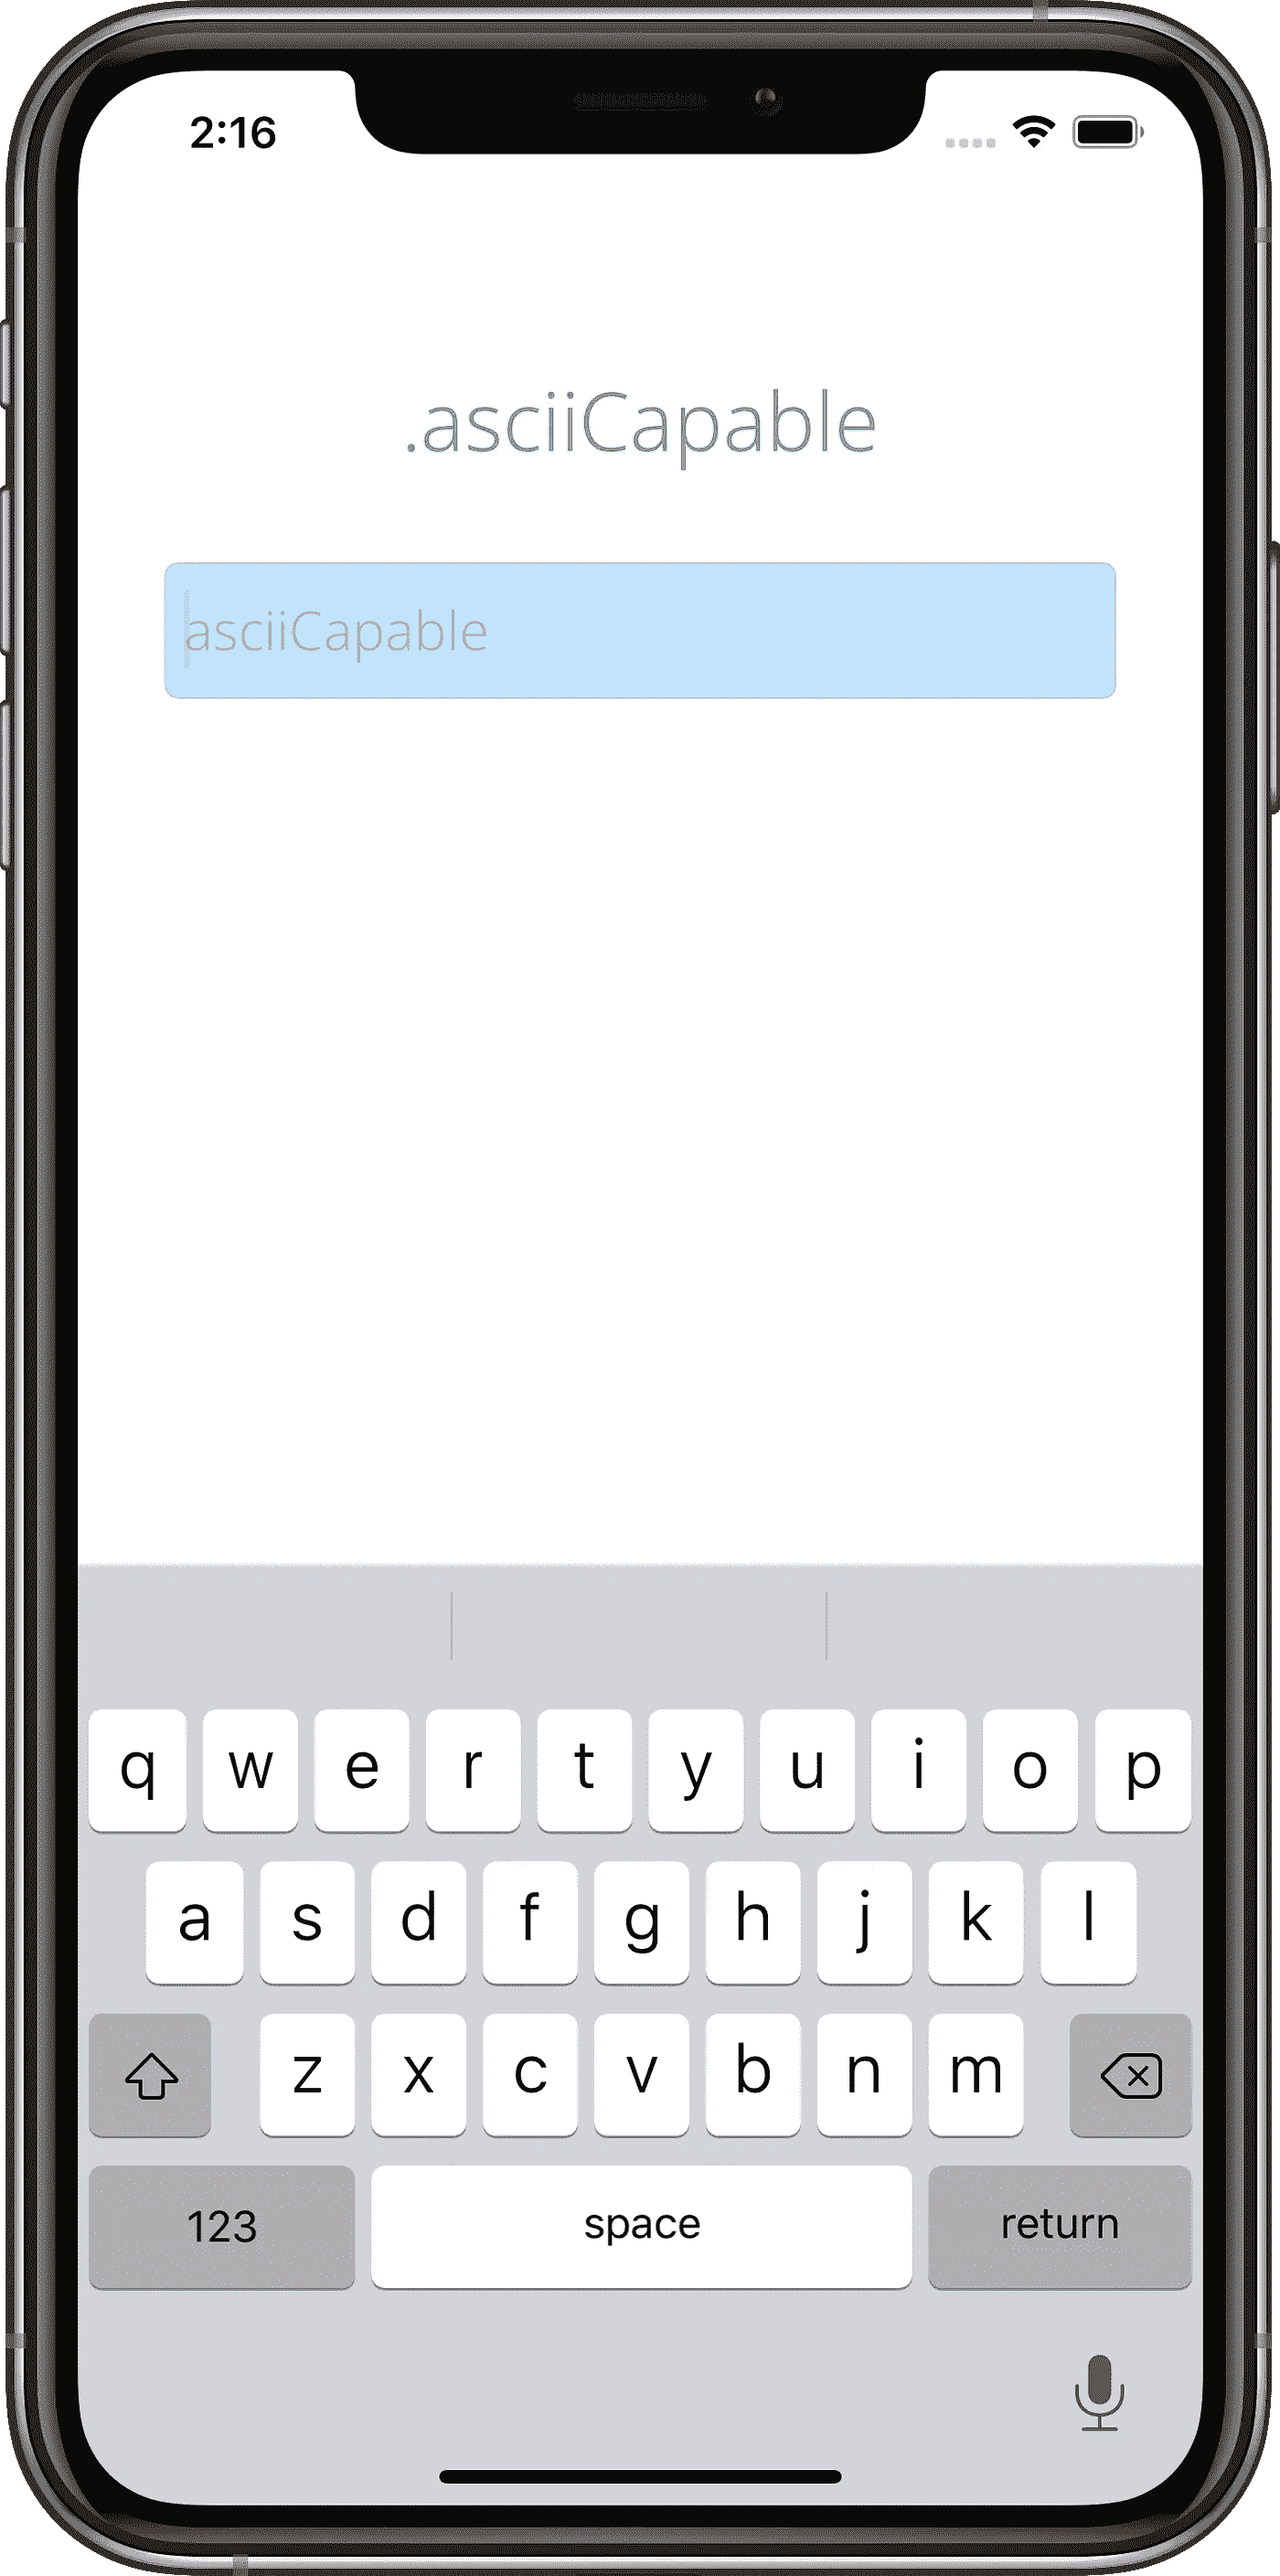 2:16
.asciiCapable
asciiCapable
q w e r t y u i o p
a s d f g h j k l
z x c v b n m
123 space return